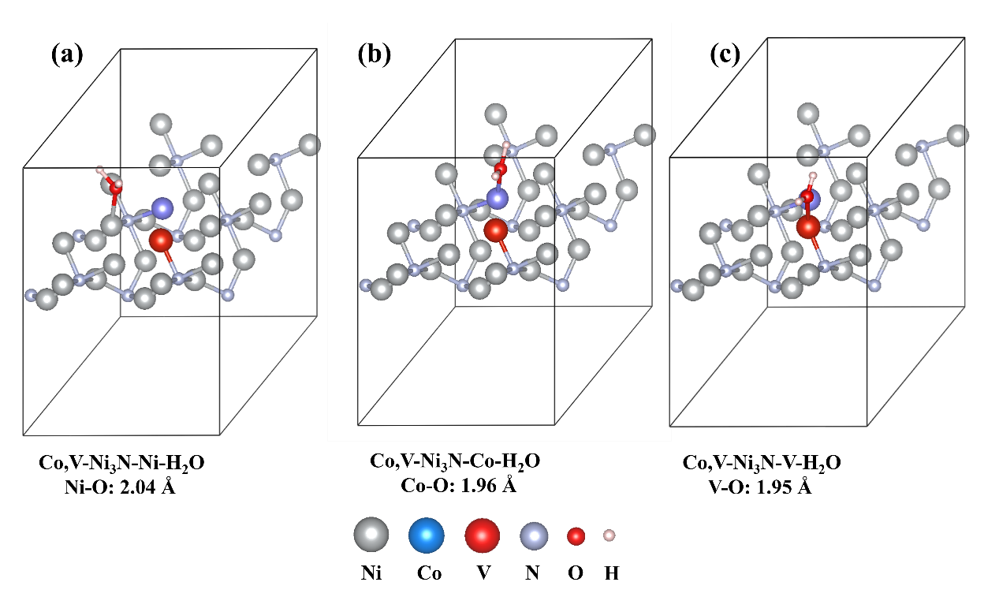 (a) (b) (c)
Co,V-Ni₃N-Ni-H₂O
Ni-O: 2.04 Å
Co,V-Ni₃N-Co-H₂O
Co-O: 1.96 Å
Co,V-Ni₃N-V-H₂O
V-O: 1.95 Å
Ni Co V N O H